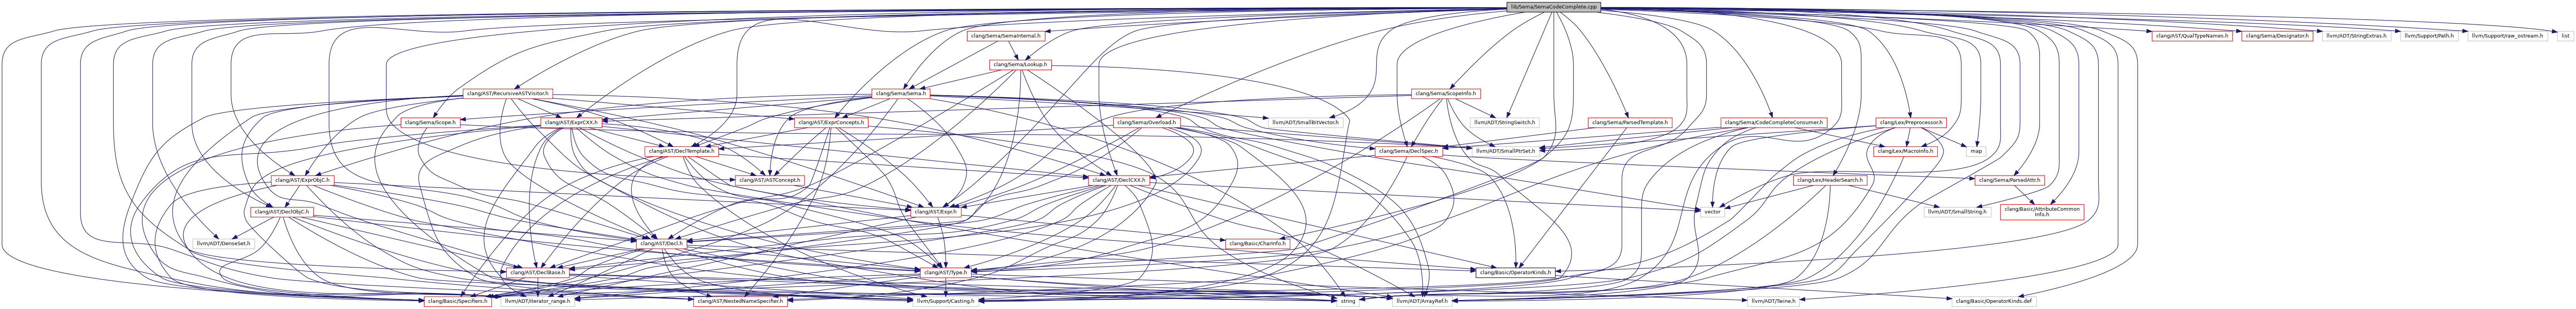 lib/Sema/SemaCodeComplete.cpp
clang/Sema/SemaInternal.h
clang/AST/QualTypeNames.h
clang/Sema/Designator.h
llvm/ADT/StringExtras.h
llvm/Support/Path.h
llvm/Support/raw_ostream.h
list
clang/Sema/Lookup.h
clang/AST/RecursiveASTVisitor.h
clang/Sema/Sema.h
clang/Sema/ScopeInfo.h
clang/Sema/Scope.h
clang/AST/ExprCXX.h
clang/AST/ExprConcepts.h
clang/Sema/Overload.h
llvm/ADT/SmallBitVector.h
llvm/ADT/StringSwitch.h
clang/Sema/ParsedTemplate.h
clang/Sema/CodeCompleteConsumer.h
clang/Lex/Preprocessor.h
clang/AST/DeclTemplate.h
clang/Sema/DeclSpec.h
llvm/ADT/SmallPtrSet.h
clang/Lex/MacroInfo.h
map
clang/AST/ExprObjC.h
clang/AST/ASTConcept.h
clang/AST/DeclCXX.h
clang/Lex/HeaderSearch.h
clang/Sema/ParsedAttr.h
clang/AST/DeclObjC.h
clang/AST/Expr.h
vector
llvm/ADT/SmallString.h
clang/Basic/AttributeCommon
Info.h
llvm/ADT/DenseSet.h
clang/AST/Decl.h
clang/Basic/CharInfo.h
clang/AST/DeclBase.h
clang/AST/Type.h
clang/Basic/OperatorKinds.h
clang/Basic/Specifiers.h
llvm/ADT/iterator_range.h
clang/AST/NestedNameSpecifier.h
llvm/Support/Casting.h
string
llvm/ADT/ArrayRef.h
llvm/ADT/Twine.h
clang/Basic/OperatorKinds.def